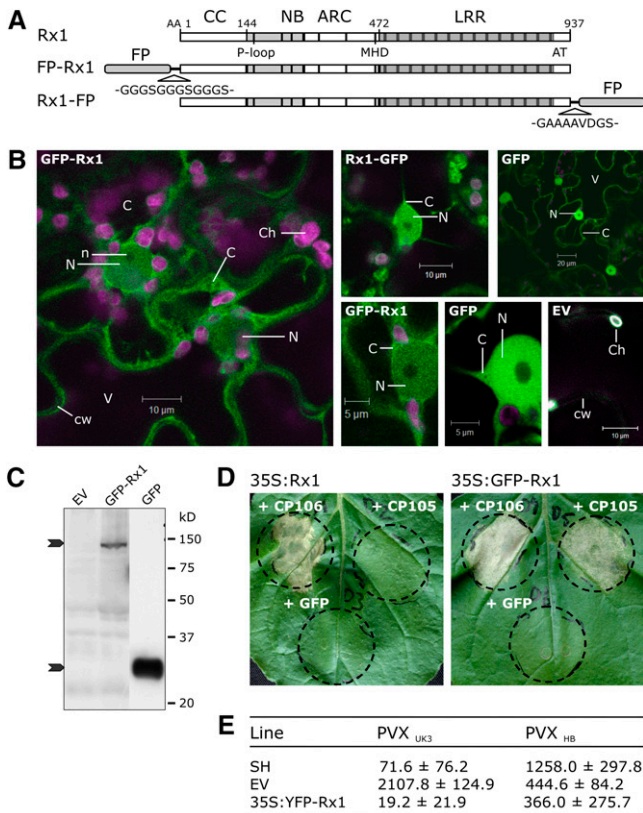 A
AA 1 CC 144 NB ARC 472 LRR 937
Rx1
P-loop MHD AT
FP
FP-Rx1
-GGGSGGGSGGGS-
Rx1-FP
FP
-GAAAAVDGS-
B
GFP-Rx1
C
Ch
n
N
C
N
V
cw
10 µm
Rx1-GFP
C
N
10 µm
GFP
V
N
C
20 µm
GFP-Rx1
C
N
5 µm
GFP
N
C
5 µm
EV
Ch
cw
10 µm
C
EV GFP-Rx1 GFP
kD
150
75
50
37
20
D
35S:Rx1
+ CP106 + CP105
+ GFP
35S:GFP-Rx1
+ CP106 + CP105
+ GFP
E
Line PVX UK3 PVX HB
SH 71.6 ± 76.2 1258.0 ± 297.8
EV 2107.8 ± 124.9 444.6 ± 84.2
35S:YFP-Rx1 19.2 ± 21.9 366.0 ± 275.7